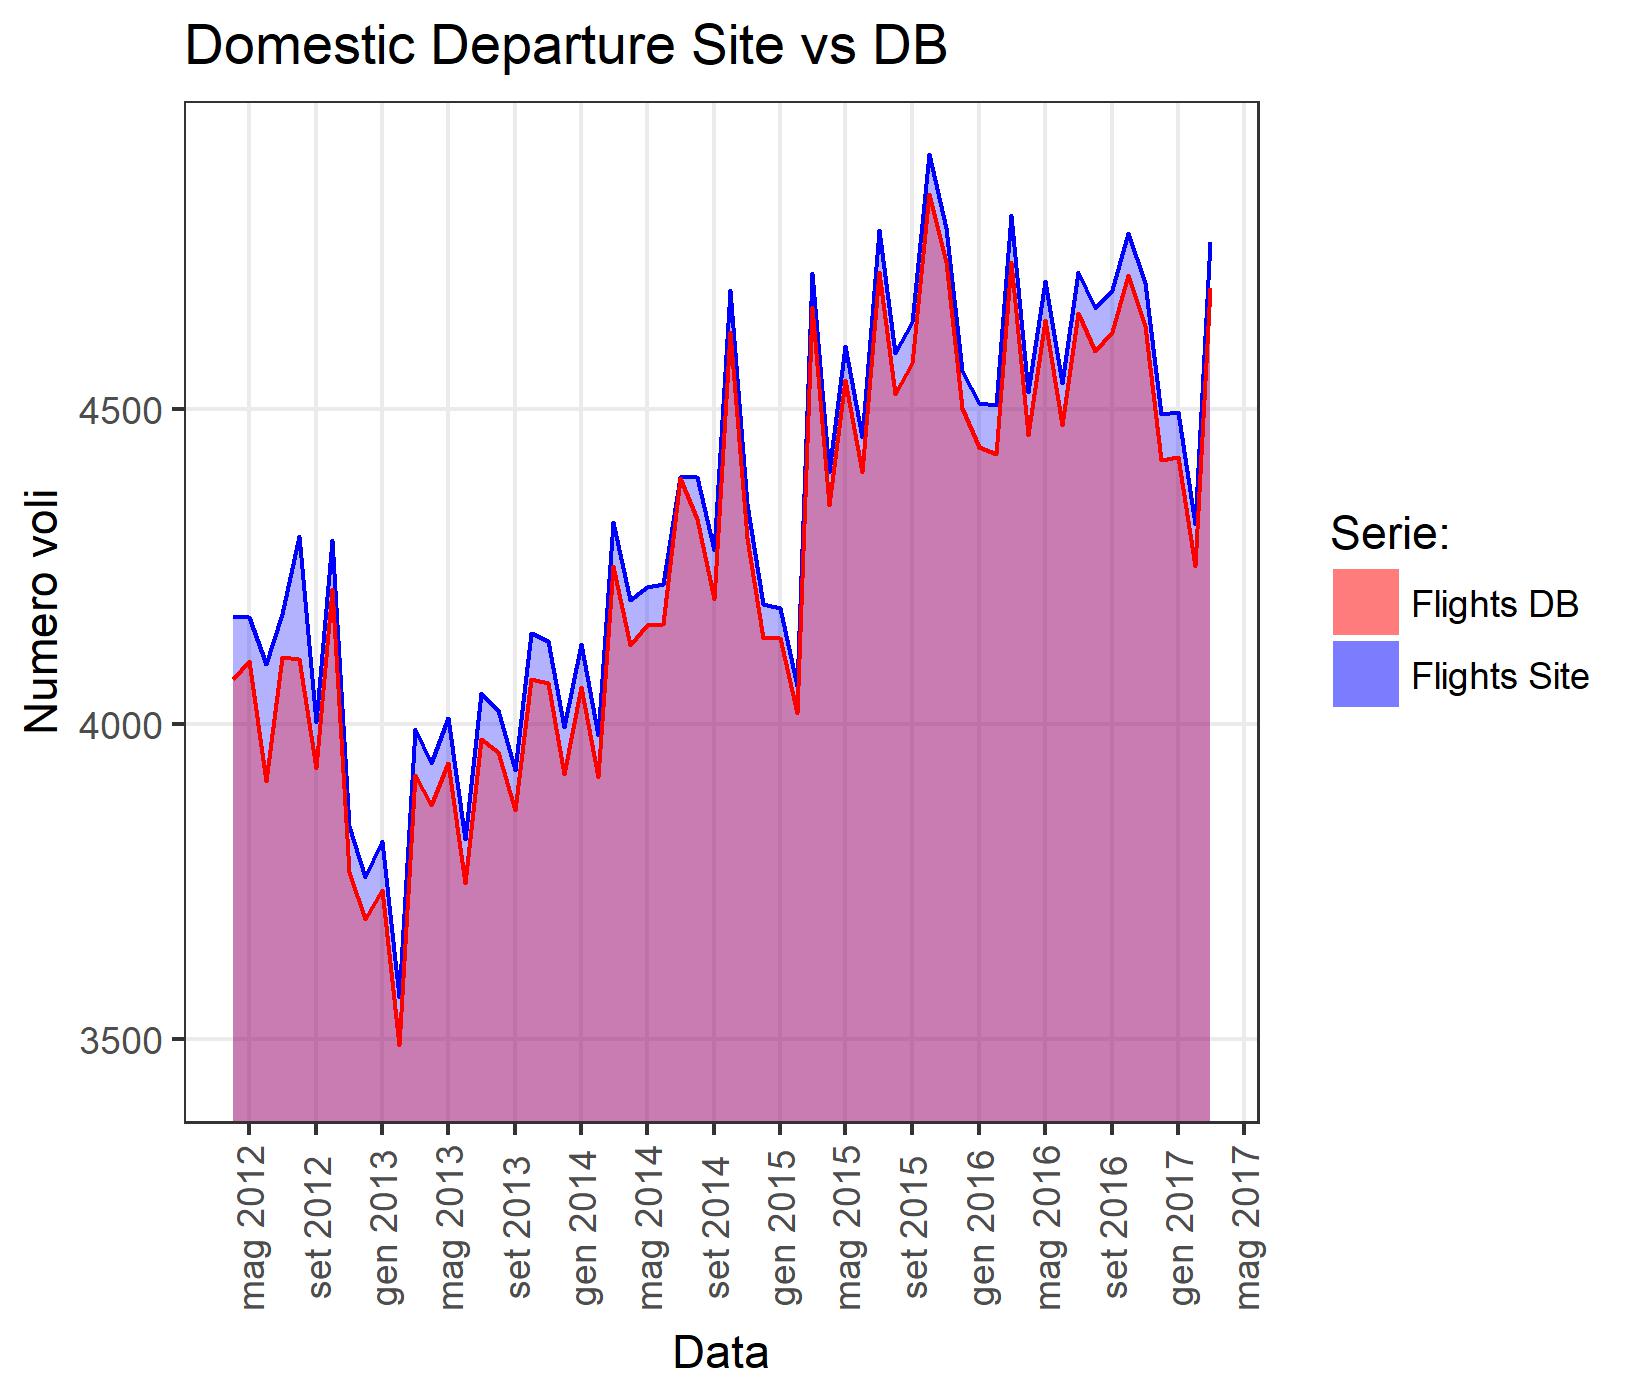 Domestic Departure Site vs DB
Numero voli
4500
4000
3500
mag 2012
set 2012
gen 2013
mag 2013
set 2013
gen 2014
mag 2014
set 2014
gen 2015
mag 2015
set 2015
gen 2016
mag 2016
set 2016
gen 2017
mag 2017
Data
Serie:
Flights DB
Flights Site